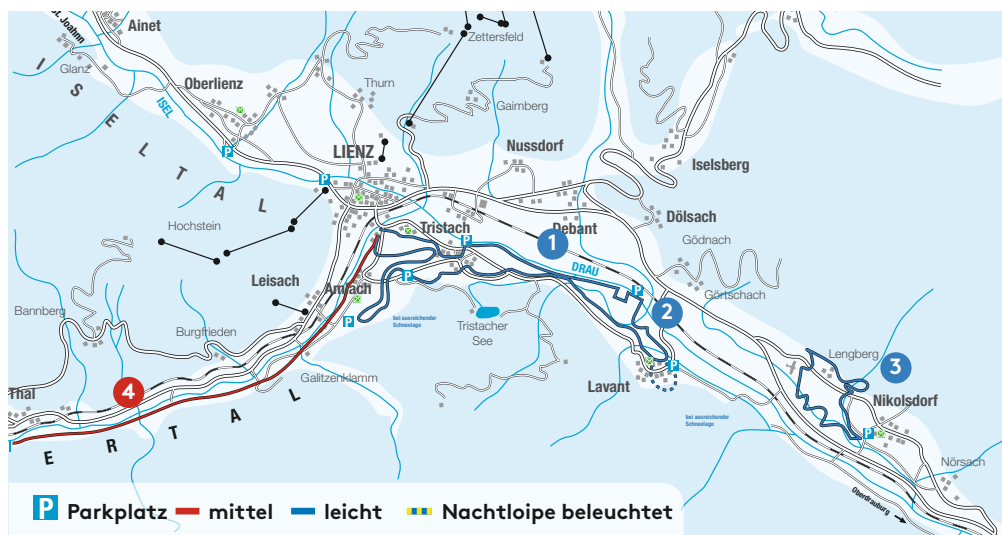 St. Joahnn
Ainet
Zettersfeld
Glanz
Oberlienz
Thurn
Gaimberg
ISEL
I S E L T A L
LIENZ
Nussdorf
Iselsberg
Hochstein
Tristach
Debant
1
Dölsach
Gödnach
DRAU
Leisach
Amlach
P
Görtschach
Bannberg
2
bei ausreichender
Schneelage
Tristacher
See
Burgfrieden
Lengberg
3
Galitzenklamm
Thal
4
Lavant
Nikolsdorf
bei ausreichender
Schneelage
E R T A L
Nörsach
Oberdrauburg
P Parkplatz mittel leicht Nachtloipe beleuchtet